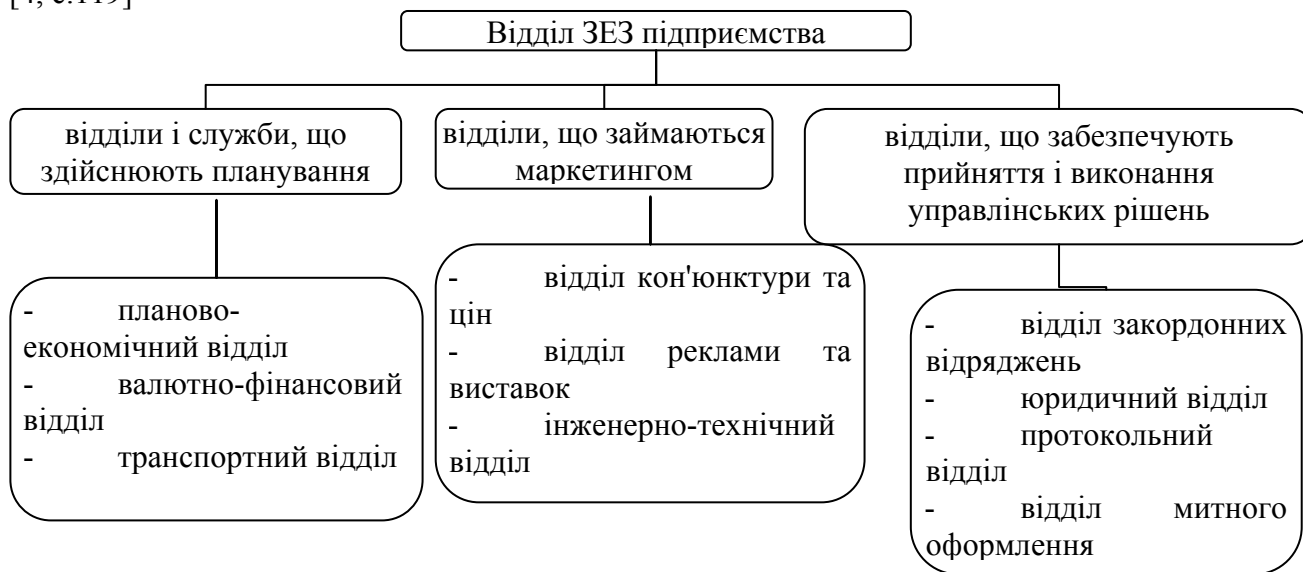 [4, с.119]
Відділ ЗЕЗ підприємства
відділи і служби, що
здійснюють планування
відділи, що займаються
маркетингом
відділи, що забезпечують
прийняття і виконання
управлінських рішень
- планово-
економічний відділ
- валютно-фінансовий
відділ
- транспортний відділ
- відділ кон'юнктури та
цін
- відділ реклами та
виставок
- інженерно-технічний
відділ
- відділ закордонних
відряджень
- юридичний відділ
- протокольний
відділ
- відділ митного
оформлення